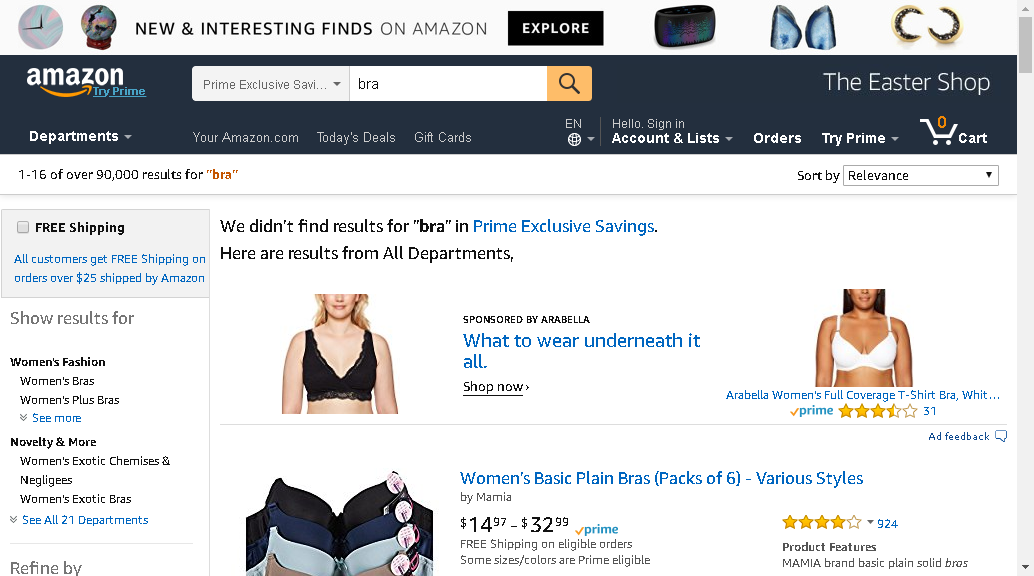 NEW & INTERESTING FINDS ON AMAZON EXPLORE
amazon
Try Prime
Prime Exclusive Savi...
bra
The Easter Shop
Departments
Your Amazon.com Today's Deals Gift Cards
EN
Hello. Sign in
Account & Lists
Orders
Try Prime
0
Cart
1-16 of over 90,000 results for "bra"
Sort by Relevance
FREE Shipping
All customers get FREE Shipping on
orders over $25 shipped by Amazon
Show results for
Women's Fashion
Women's Bras
Women's Plus Bras
See more
Novelty & More
Women's Exotic Chemises &
Negligees
Women's Exotic Bras
See All 21 Departments
Refine by
We didn't find results for "bra" in Prime Exclusive Savings.
Here are results from All Departments,
SPONSORED BY ARABELLA
What to wear underneath it
all.
Shop now ›
Arabella Women's Full Coverage T-Shirt Bra, Whit...
prime 31
Ad feedback
Women's Basic Plain Bras (Packs of 6) - Various Styles
by Mamia
$14 97 - $32 99 prime
FREE Shipping on eligible orders
Some sizes/colors are Prime eligible
924
Product Features
MAMIA brand basic plain solid bras